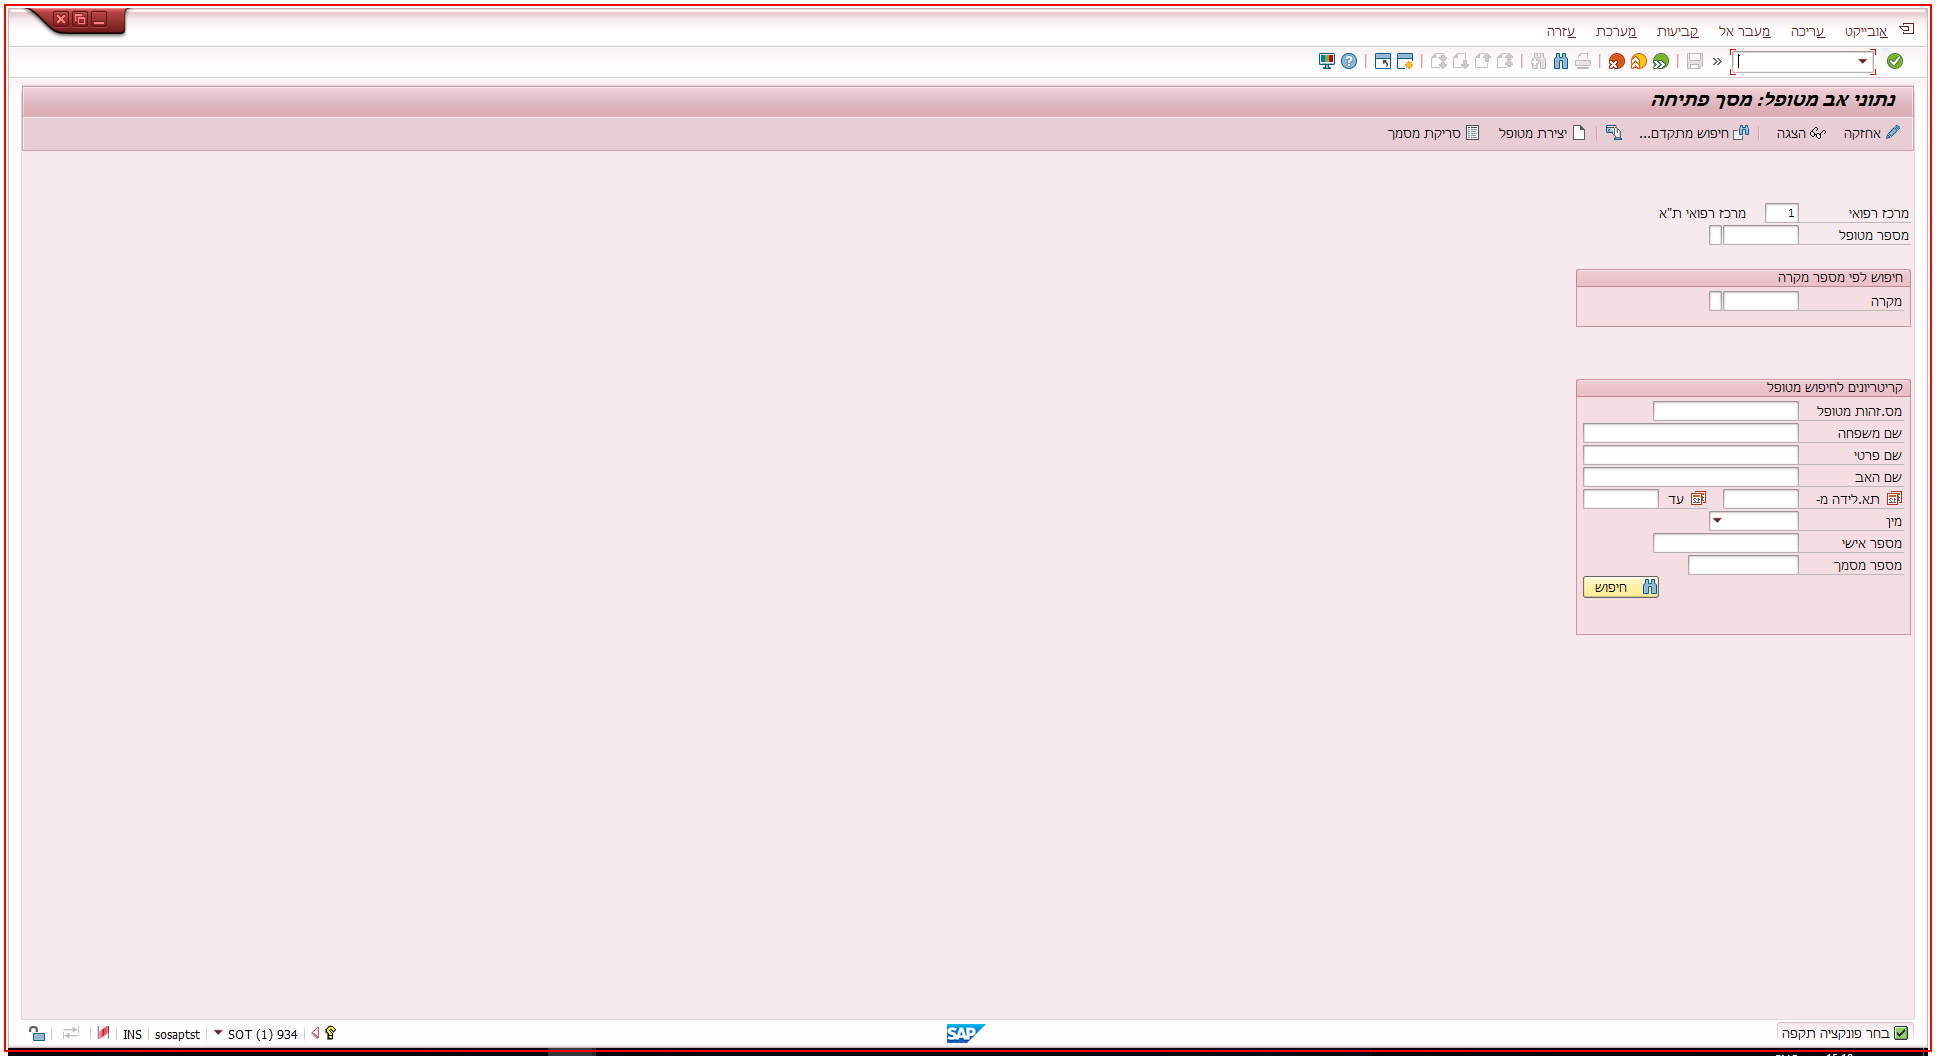 אובייקט עריכה מעבר אל קביעות מערכת עזרה
נתוני אב מטופל: מסך פתיחה
אחזקה הצגה חיפוש מתקדם... יצירת מטופל סריקת מסמך
מרכז רפואי 1 מרכז רפואי ת"א
מספר מטופל
חיפוש לפי מספר מקרה
מקרה
קריטריונים לחיפוש מטופל
מס.זהות מטופל
שם משפחה
שם פרטי
שם האב
תא.לידה מ- עד
מין
מספר אישי
מספר מסמך
חיפוש
בחר פונקציה תקפה
SAP
SOT (1) 934 sosaptst INS